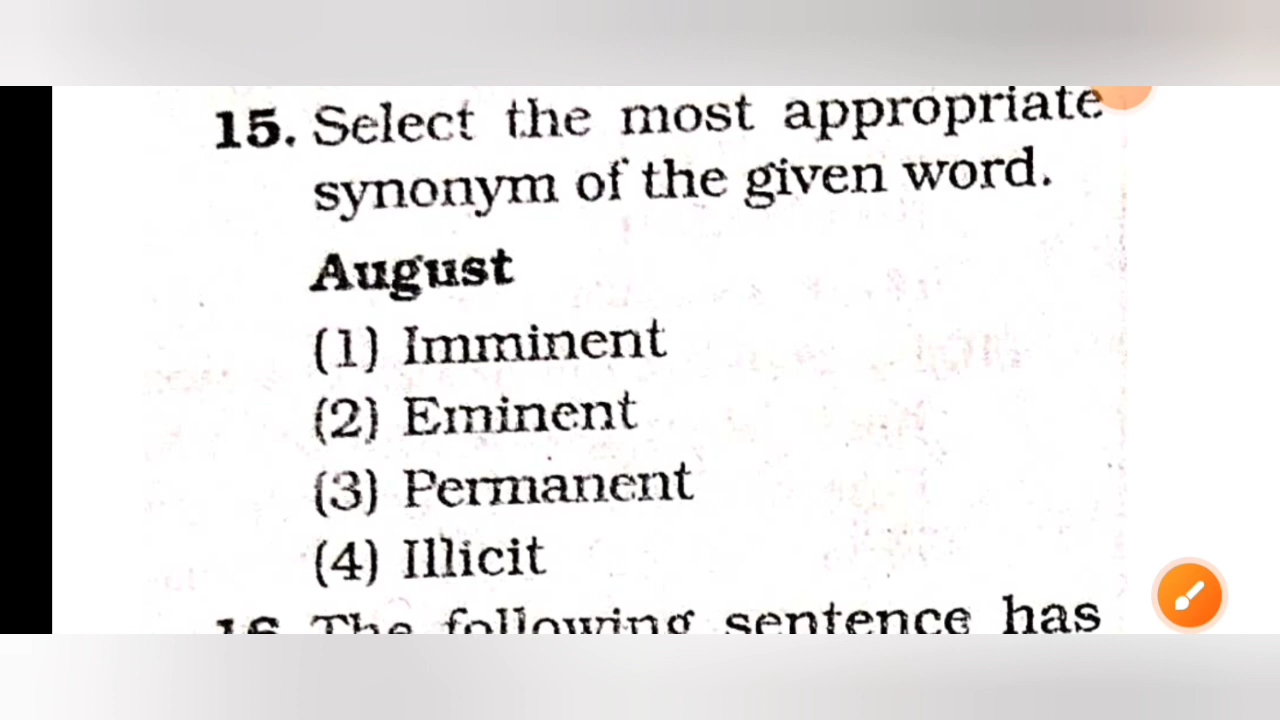 15. Select the most appropriate
synonym of the given word.
August
(1) Imminent
(2) Eminent
(3) Permanent
(4) Illicit
16. The following sentence has